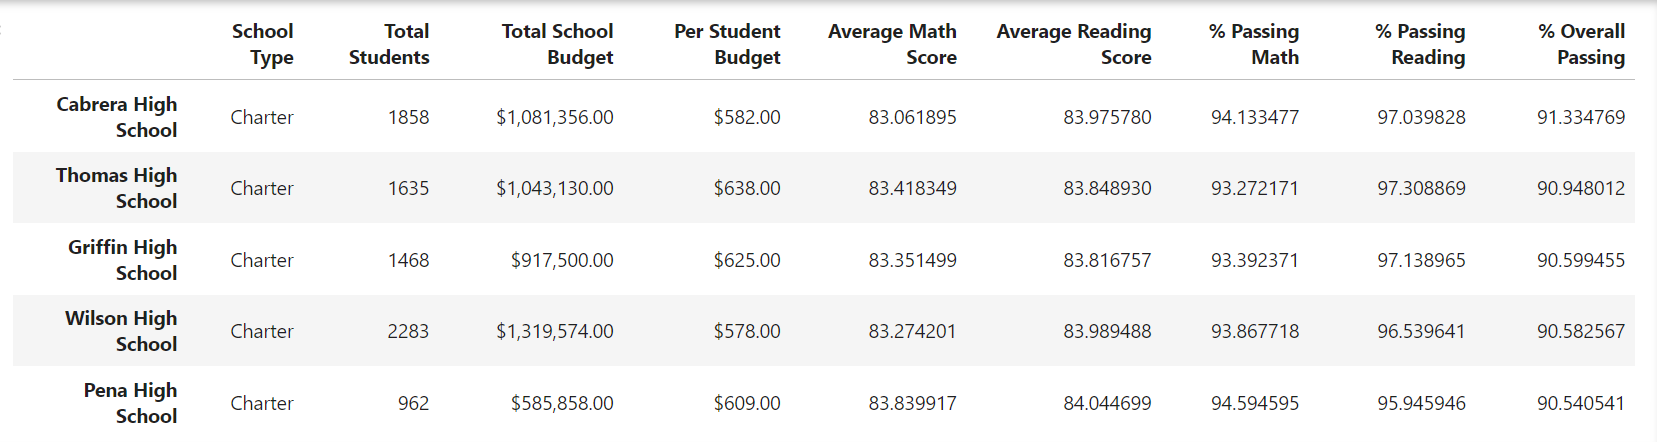 School Type Total Students Total School Budget Per Student Budget Average Math Score Average Reading Score % Passing Math % Passing Reading % Overall Passing
Cabrera High School Charter 1858 $1,081,356.00 $582.00 83.061895 83.975780 94.133477 97.039828 91.334769
Thomas High School Charter 1635 $1,043,130.00 $638.00 83.418349 83.848930 93.272171 97.308869 90.948012
Griffin High School Charter 1468 $917,500.00 $625.00 83.351499 83.816757 93.392371 97.138965 90.599455
Wilson High School Charter 2283 $1,319,574.00 $578.00 83.274201 83.989488 93.867718 96.539641 90.582567
Pena High School Charter 962 $585,858.00 $609.00 83.839917 84.044699 94.594595 95.945946 90.540541